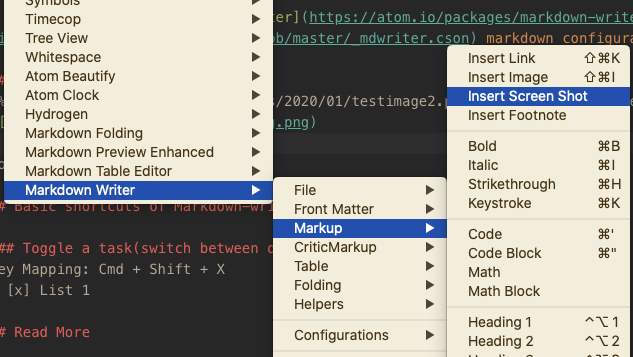 Symbols
Timecop
Tree View
Whitespace
Atom Beautify
Atom Clock
Hydrogen
Markdown Folding
Markdown Preview Enhanced
Markdown Table Editor
Markdown Writer
File
Front Matter
Markup
CriticMarkup
Table
Folding
Helpers
Configurations
Insert Link ⇧⌘K
Insert Image ⇧⌘I
Insert Screen Shot
Insert Footnote
Bold ⌘B
Italic ⌘I
Strikethrough ⌘H
Keystroke ⌘K
Code ⌘'
Code Block ⌘"
Math
Math Block
Heading 1 ⌃⌥1
Heading 2 ⌃⌥2
](https://atom.io/packages/markdown-write
ob/master/_mdwriter.cson) markdown configura
s/2020/01/testimage2.p
.png)
# Basic shortcuts of Markdown-wri
## Toggle a task(switch between
ey Mapping: Cmd + Shift + X
[x] List 1
# Read More